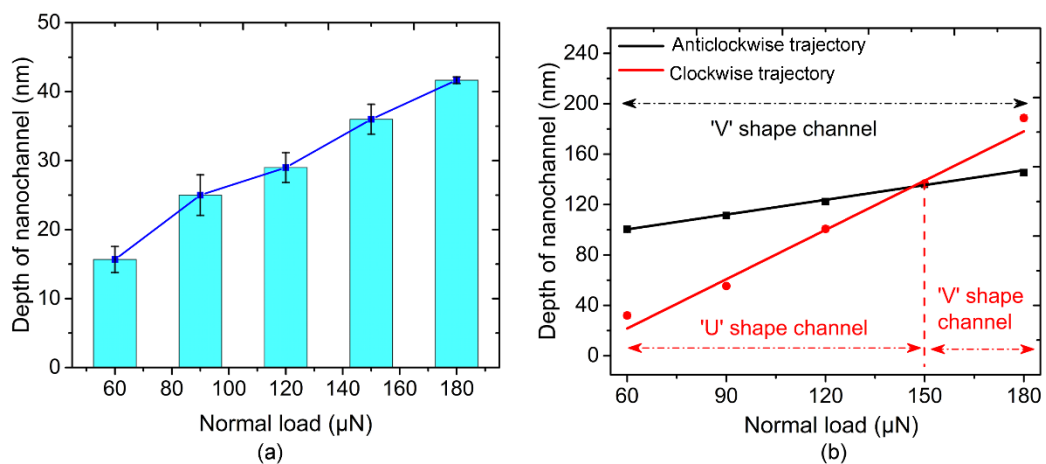 50
40
30
20
10
0
Depth of nanochannel (nm)
60 80 100 120 140 160 180
Normal load (µN)
(a)
240
200
160
120
80
40
0
Depth of nanochannel (nm)
Anticlockwise trajectory
Clockwise trajectory
'V' shape channel
'U' shape channel
'V' shape
channel
60 90 120 150 180
Normal load (µN)
(b)